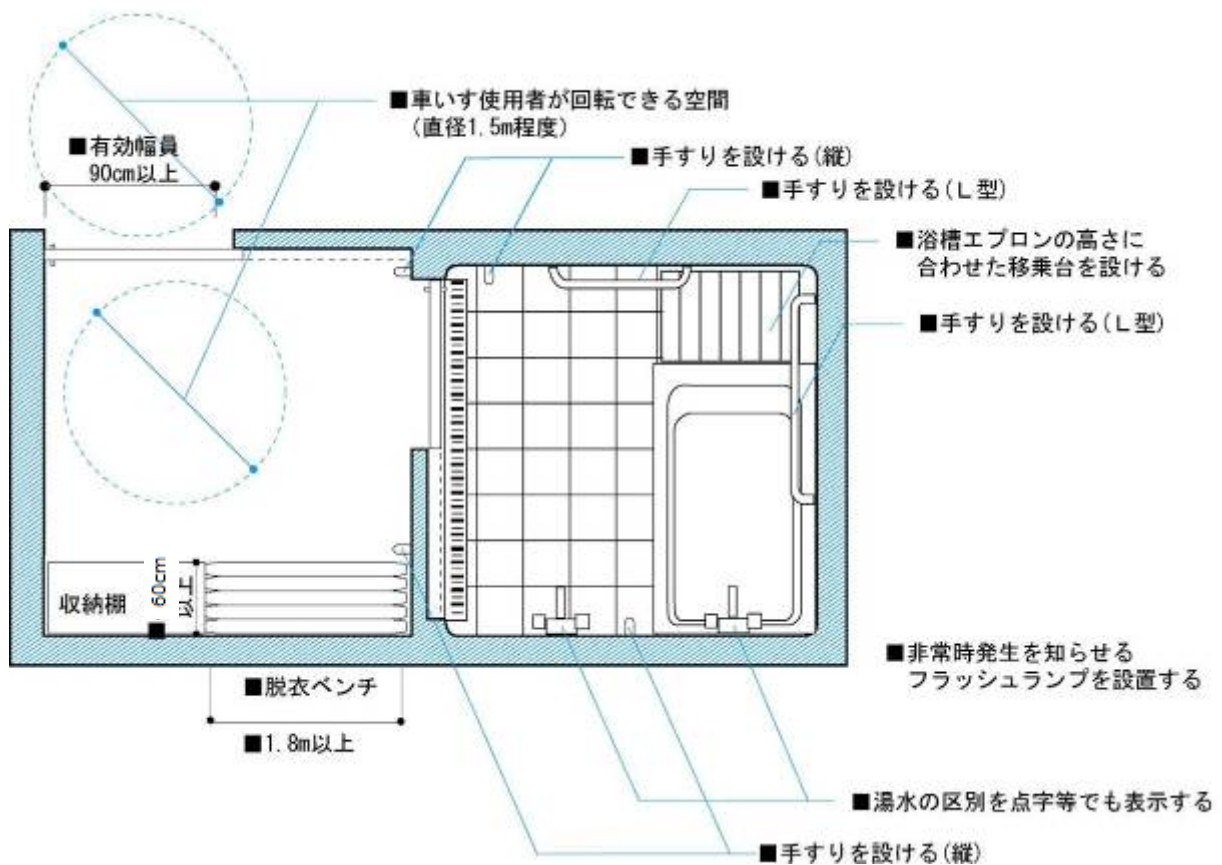 ■車いす使用者が回転できる空間
(直径1.5m程度)
■有効幅員
90cm以上
■手すりを設ける(縦)
■手すりを設ける(L型)
■浴槽エプロンの高さに
合わせた移乗台を設ける
■手すりを設ける(L型)
収納棚
■60cm
以上
■脱衣ベンチ
■1.8m以上
■非常時発生を知らせる
フラッシュランプを設置する
■湯水の区別を点字等でも表示する
■手すりを設ける(縦)